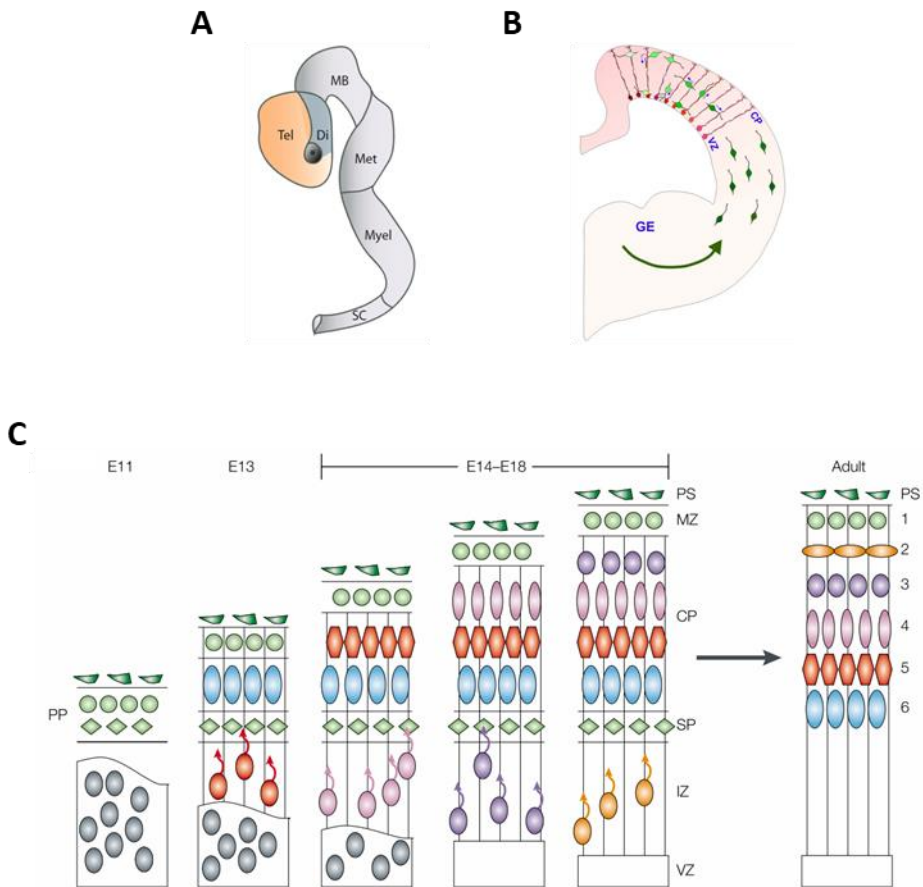 A
B
MB
Tel
Di
Met
Myel
SC
CP
VZ
GE
C
E11
E13
E14–E18
Adult
PS
PS
MZ
1
2
3
CP
4
5
6
PP
SP
IZ
VZ